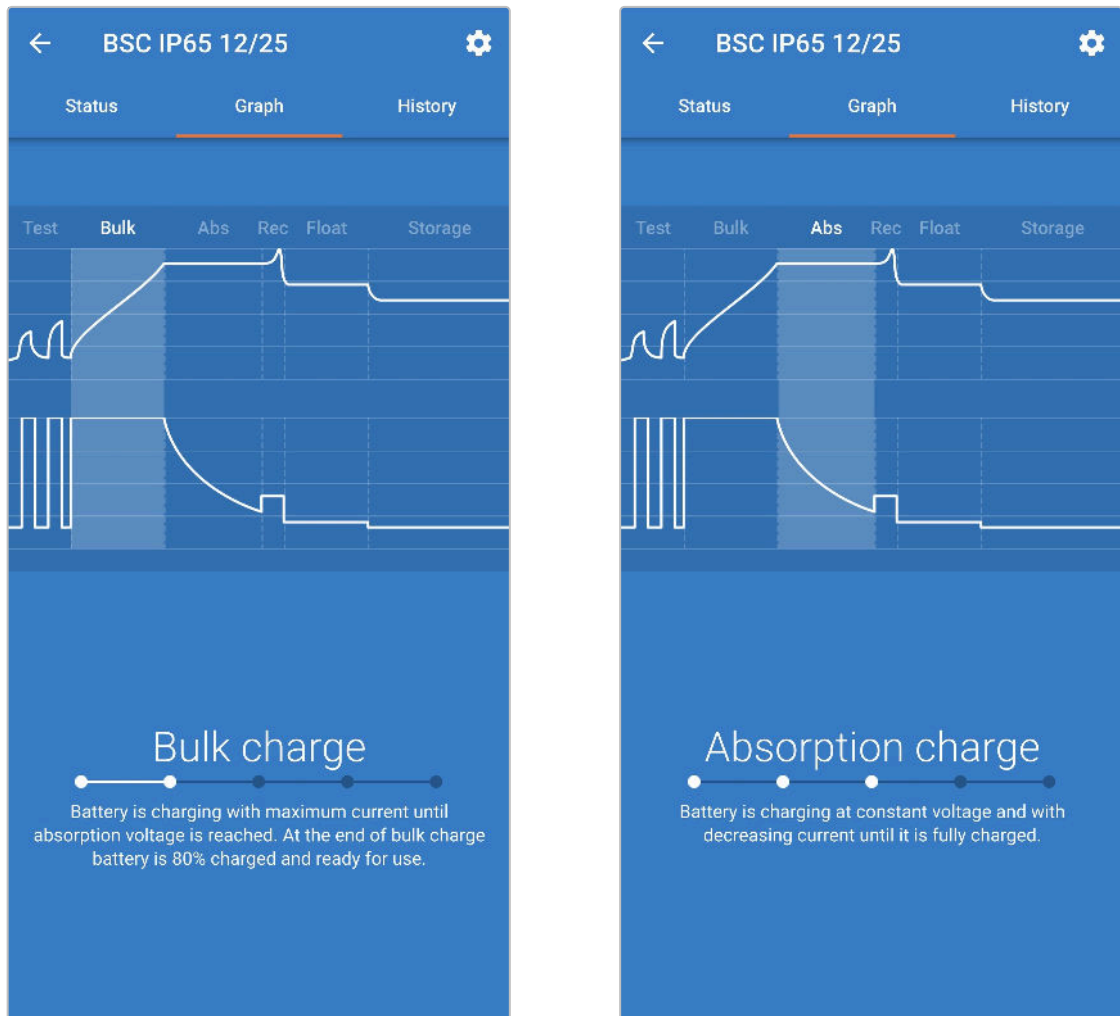 BSC IP65 12/25
Status Graph History
Test Bulk Abs Rec Float Storage
Bulk charge
Battery is charging with maximum current until
absorption voltage is reached. At the end of bulk charge
battery is 80% charged and ready for use.
BSC IP65 12/25
Status Graph History
Test Bulk Abs Rec Float Storage
Absorption charge
Battery is charging at constant voltage and with
decreasing current until it is fully charged.